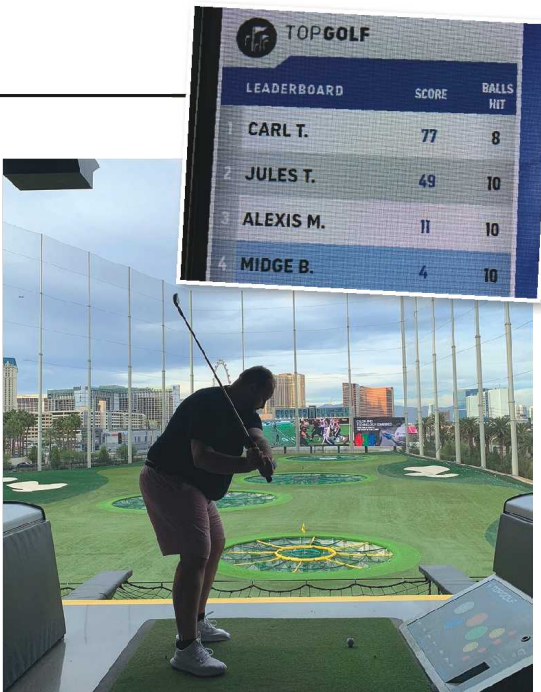 TOPGOLF
LEADERBOARD SCORE BALLS HIT
1 CARL T. 77 8
2 JULES T. 49 10
3 ALEXIS M. 11 10
4 MIDGE B. 4 10